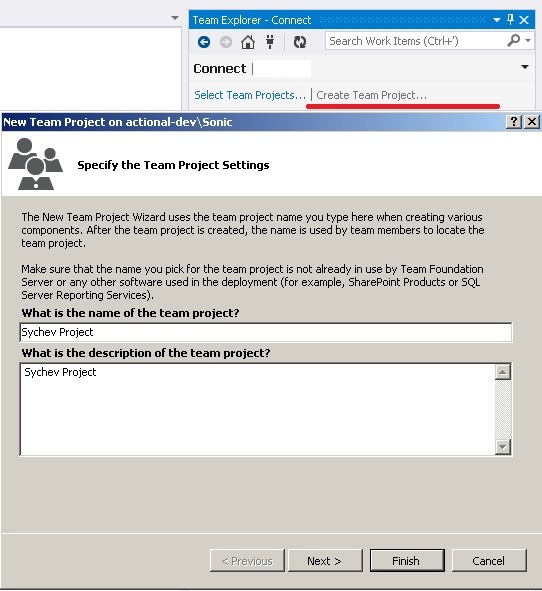 Team Explorer - Connect
Search Work Items (Ctrl+')
Connect |
Select Team Projects... | Create Team Project...
New Team Project on actional-dev\Sonic
Specify the Team Project Settings
The New Team Project Wizard uses the team project name you type here when creating various
components. After the team project is created, the name is used by team members to locate the
team project.
Make sure that the name you pick for the team project is not already in use by Team Foundation
Server or any other software used in the deployment (for example, SharePoint Products or SQL
Server Reporting Services).
What is the name of the team project?
Sychev Project
What is the description of the team project?
Sychev Project
< Previous Next > Finish Cancel